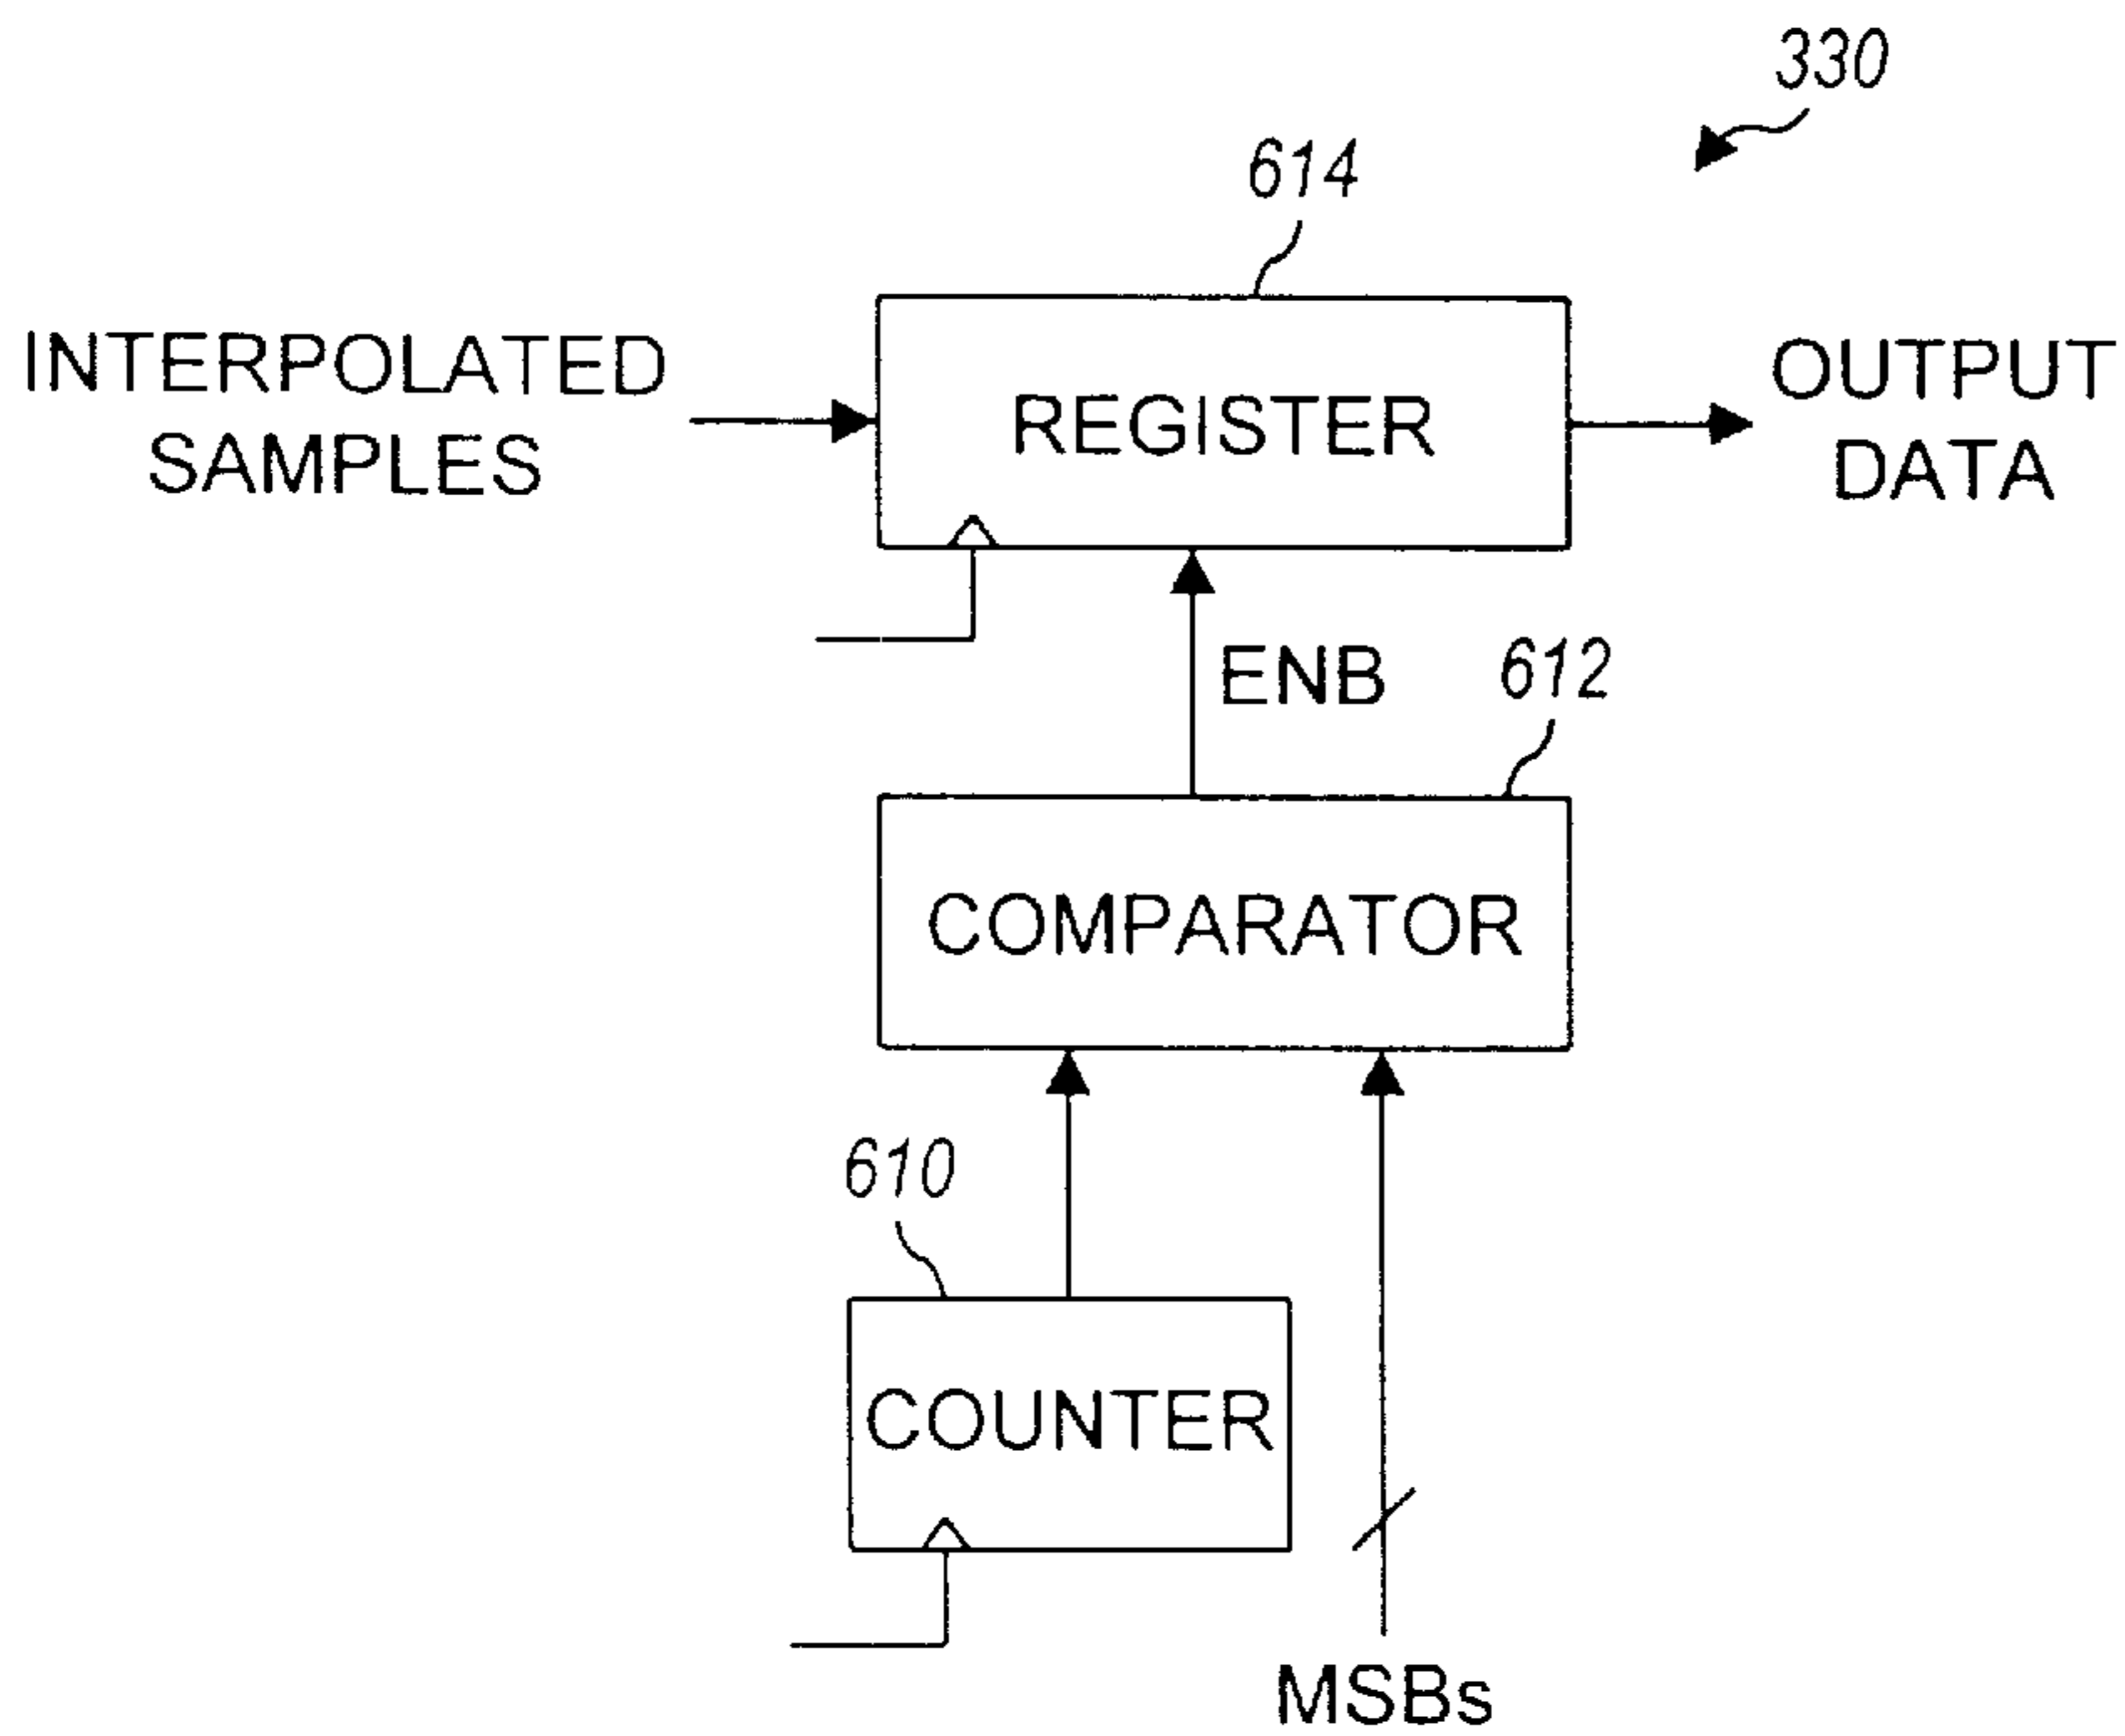 330
614
INTERPOLATED
SAMPLES
REGISTER
OUTPUT
DATA
ENB
612
COMPARATOR
610
COUNTER
MSBs